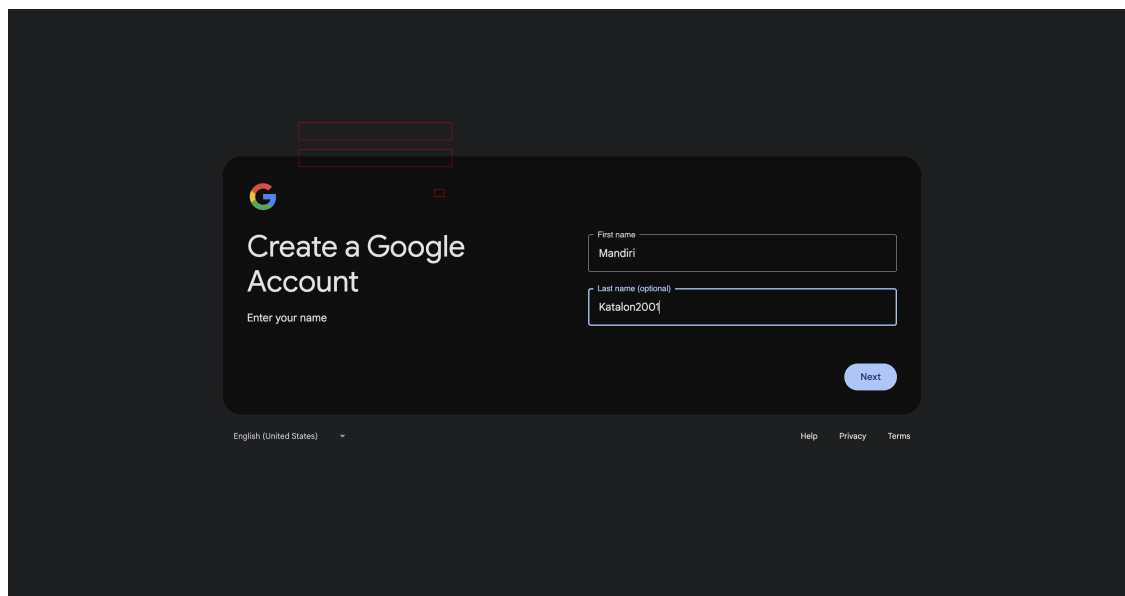 Create a Google
Account
Enter your name
First name
Mandiri
Last name (optional)
Katalon2001
Next
English (United States)
Help
Privacy
Terms